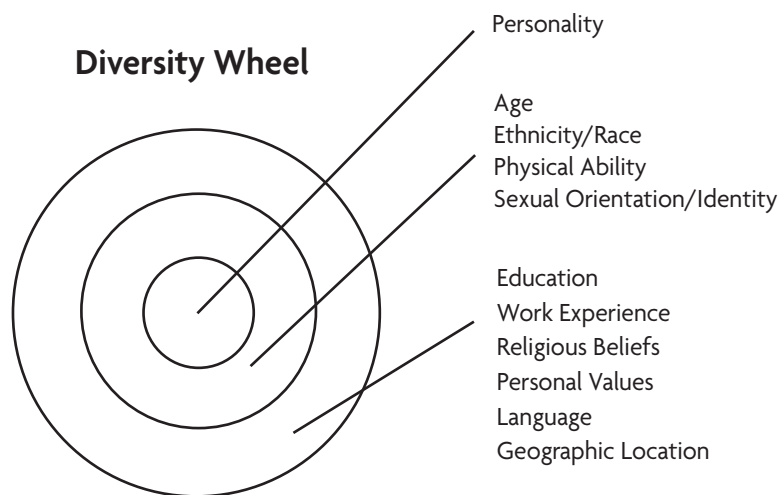 Diversity Wheel
Personality
Age
Ethnicity/Race
Physical Ability
Sexual Orientation/Identity
Education
Work Experience
Religious Beliefs
Personal Values
Language
Geographic Location